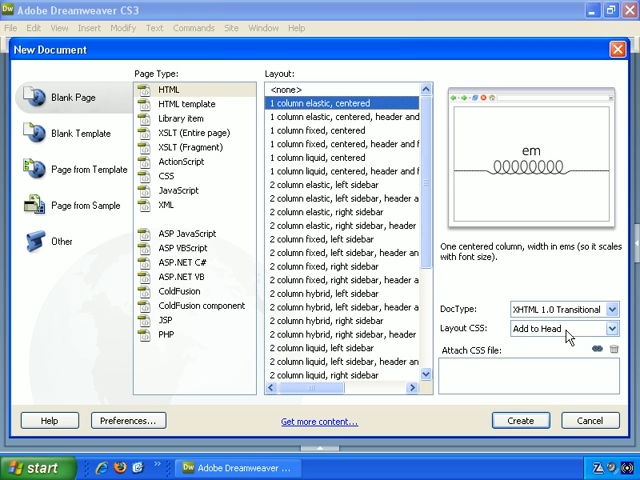 Adobe Dreamweaver CS3
File Edit View Insert Modify Text Commands Site Window Help
New Document
Blank Page
Blank Template
Page from Template
Page from Sample
Other
Page Type:
HTML
HTML template
Library item
XSLT (Entire page)
XSLT (Fragment)
ActionScript
CSS
JavaScript
XML
ASP JavaScript
ASP VBScript
ASP.NET C#
ASP.NET VB
ColdFusion
ColdFusion component
JSP
PHP
Layout:
<none>
1 column elastic, centered
1 column elastic, centered, header and
1 column fixed, centered
1 column fixed, centered, header and f
1 column liquid, centered
1 column liquid, centered, header and f
2 column elastic, left sidebar
2 column elastic, left sidebar, header a
2 column elastic, right sidebar
2 column elastic, right sidebar, header
2 column fixed, left sidebar
2 column fixed, left sidebar, header an
2 column fixed, right sidebar
2 column fixed, right sidebar, header a
2 column hybrid, left sidebar
2 column hybrid, left sidebar, header a
2 column hybrid, right sidebar
2 column hybrid, right sidebar, header
2 column liquid, left sidebar
2 column liquid, left sidebar, header an
2 column liquid, right sidebar
em
One centered column, width in ems (so it scales
with font size).
DocType: XHTML 1.0 Transitional
Layout CSS: Add to Head
Attach CSS file:
Help
Preferences...
Get more content...
Create
Cancel
start
Adobe Dreamweaver ...